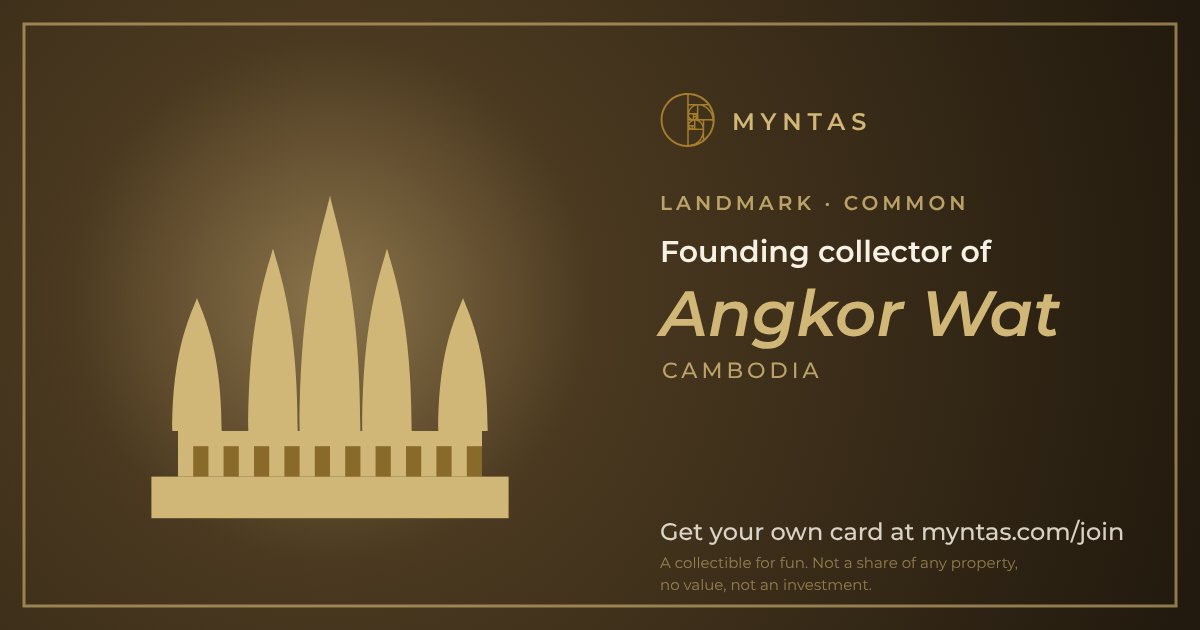 MYNTAS
LANDMARK · COMMON
Founding collector of
Angkor Wat
CAMBODIA
Get your own card at myntas.com/join
A collectible for fun. Not a share of any property,
no value, not an investment.